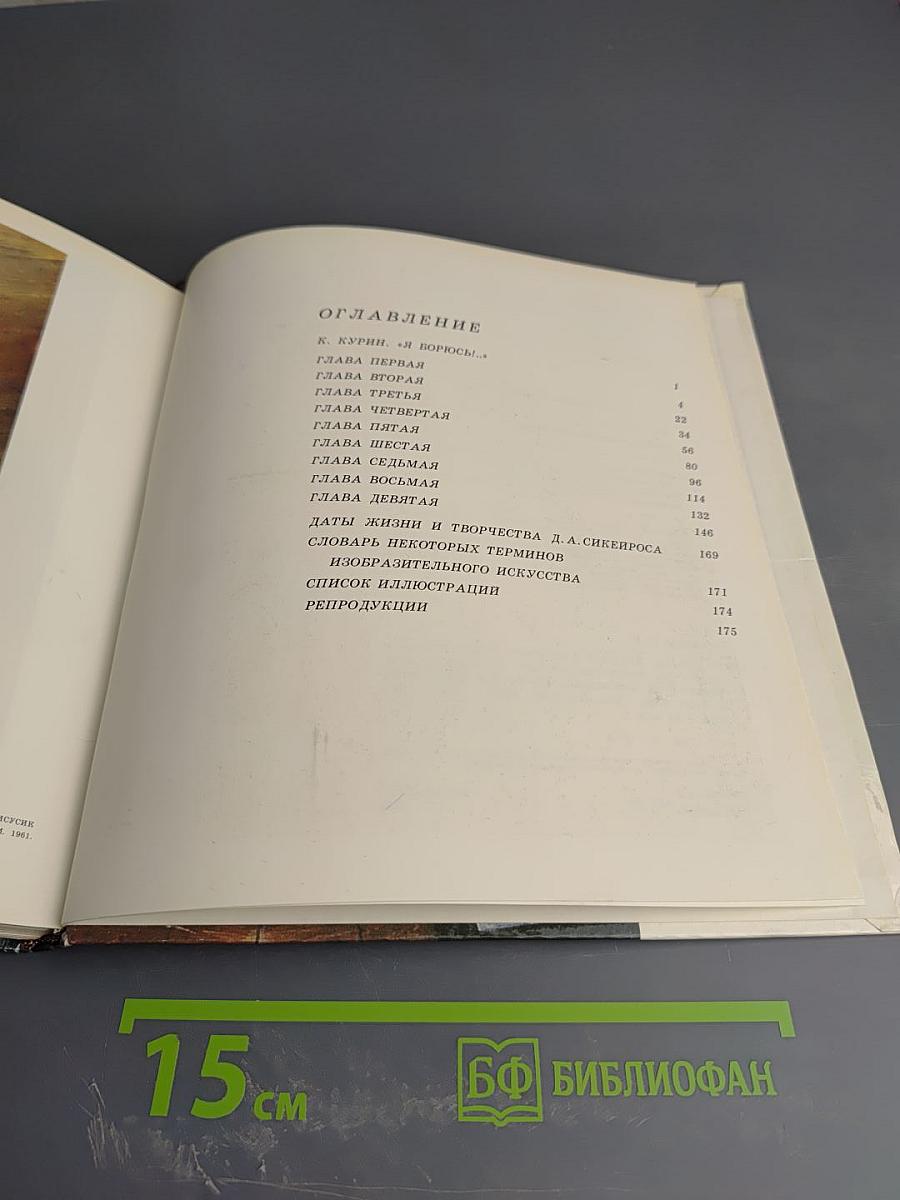 ОГЛАВЛЕНИЕ
К. КУРИН. «Я БОРЮСЬ!..» 1
ГЛАВА ПЕРВАЯ 4
ГЛАВА ВТОРАЯ 22
ГЛАВА ТРЕТЬЯ 34
ГЛАВА ЧЕТВЕРТАЯ 56
ГЛАВА ПЯТАЯ 80
ГЛАВА ШЕСТАЯ 96
ГЛАВА СЕДЬМАЯ 114
ГЛАВА ВОСЬМАЯ 132
ГЛАВА ДЕВЯТАЯ 146
ДАТЫ ЖИЗНИ И ТВОРЧЕСТВА Д. А. СИКЕЙРОСА 169
СЛОВАРЬ НЕКОТОРЫХ ТЕРМИНОВ
ИЗОБРАЗИТЕЛЬНОГО ИСКУССТВА 171
СПИСОК ИЛЛЮСТРАЦИЙ 174
РЕПРОДУКЦИИ 175
1961.
15 см
БФ БИБЛИОФАН